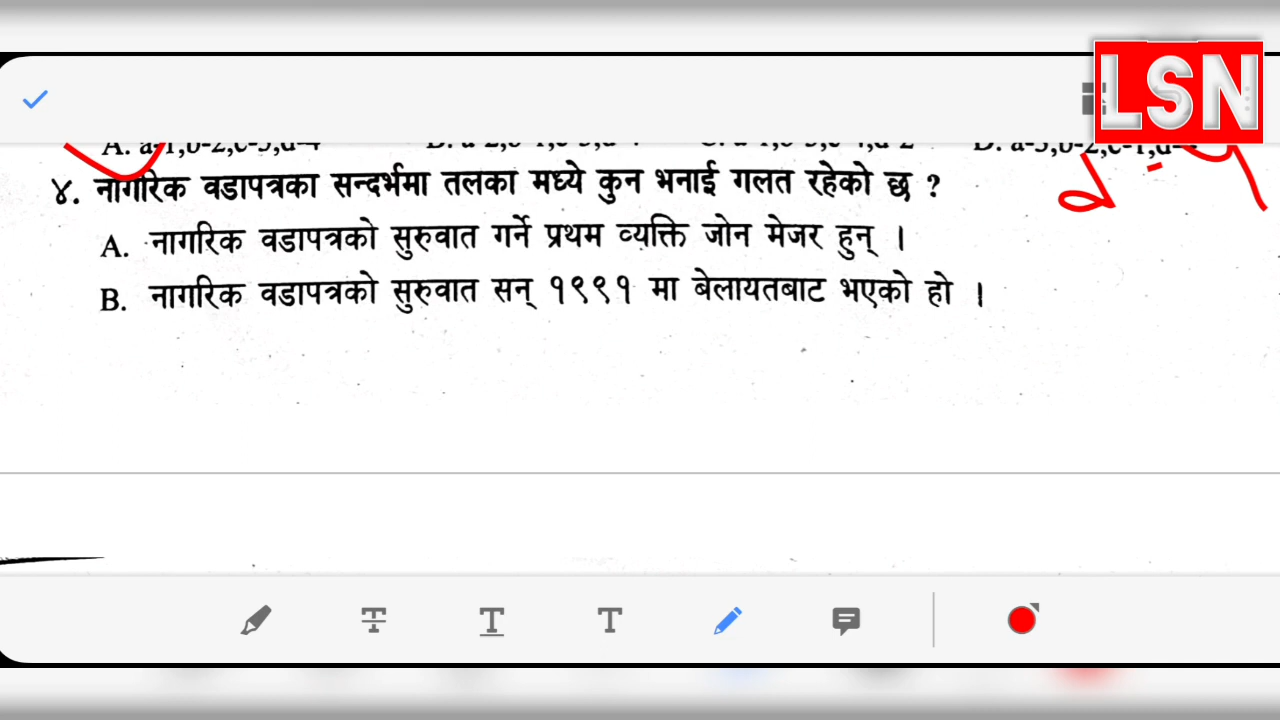 LSN
४. नागरिक वडापत्रका सन्दर्भमा तलका मध्ये कुन भनाई गलत रहेको छ ?
A. नागरिक वडापत्रको सुरुवात गर्ने प्रथम व्यक्ति जोन मेजर हुन् ।
B. नागरिक वडापत्रको सुरुवात सन् १९९१ मा बेलायतबाट भएको हो ।